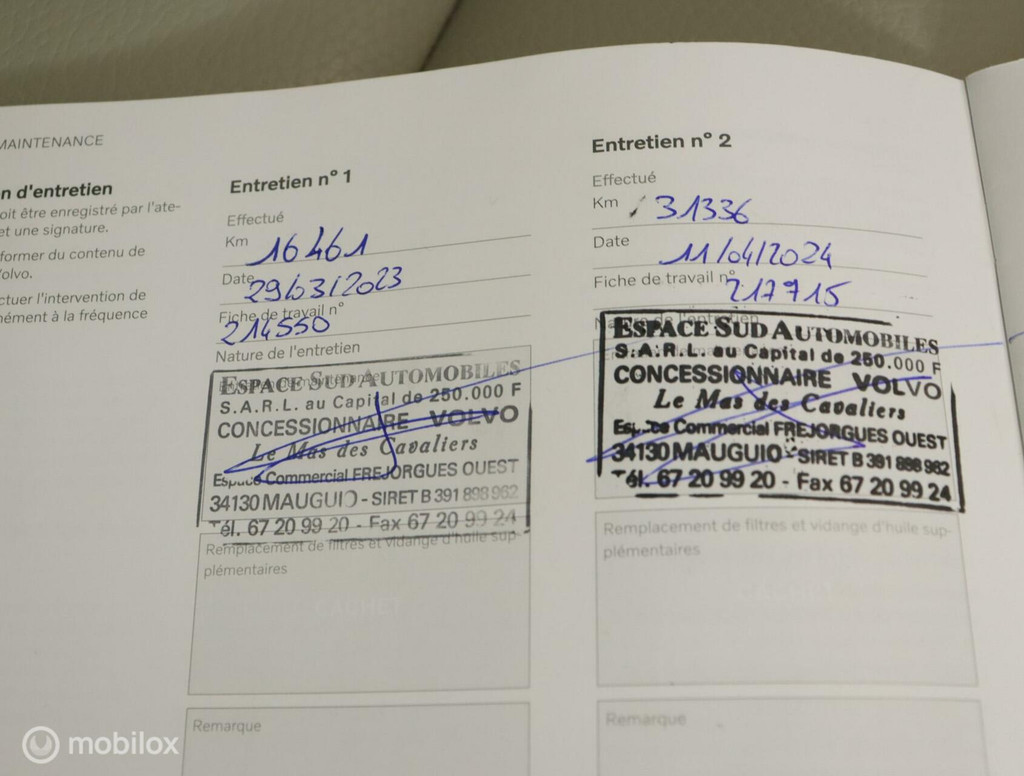 MAINTENANCE
n d'entretien
oit être enregistré par l'ate-
et une signature.
former du contenu de
olvo.
ctuer l'intervention de
nément à la fréquence
Entretien n° 1
Effectué
Km 16461
Date 29/03/2023
Fiche de travail n°
214550
Nature de l'entretien
ESPACE SUD AUTOMOBILES
S.A.R.L. au Capital de 250.000 F
CONCESSIONNAIRE VOLVO
Le Mas des Cavaliers
Espace Commercial FREJORGUES OUEST
34130 MAUGUIO - SIRET B 391 898 982
Tél. 67 20 99 20 - Fax 67 20 99 24
Remplacement de filtres et vidange d'huile sup-
plémentaires
Remarque
Entretien n° 2
Effectué
Km 31336
Date 11/04/2024
Fiche de travail n° 217715
Nature de l'entretien
ESPACE SUD AUTOMOBILES
S.A.R.L. au Capital de 250.000 F
CONCESSIONNAIRE VOLVO
Le Mas des Cavaliers
Espace Commercial FREJORGUES OUEST
34130 MAUGUIO - SIRET B 391 898 982
Tél. 67 20 99 20 - Fax 67 20 99 24
Remplacement de filtres et vidange d'huile sup-
plémentaires
Remarque
mobilox